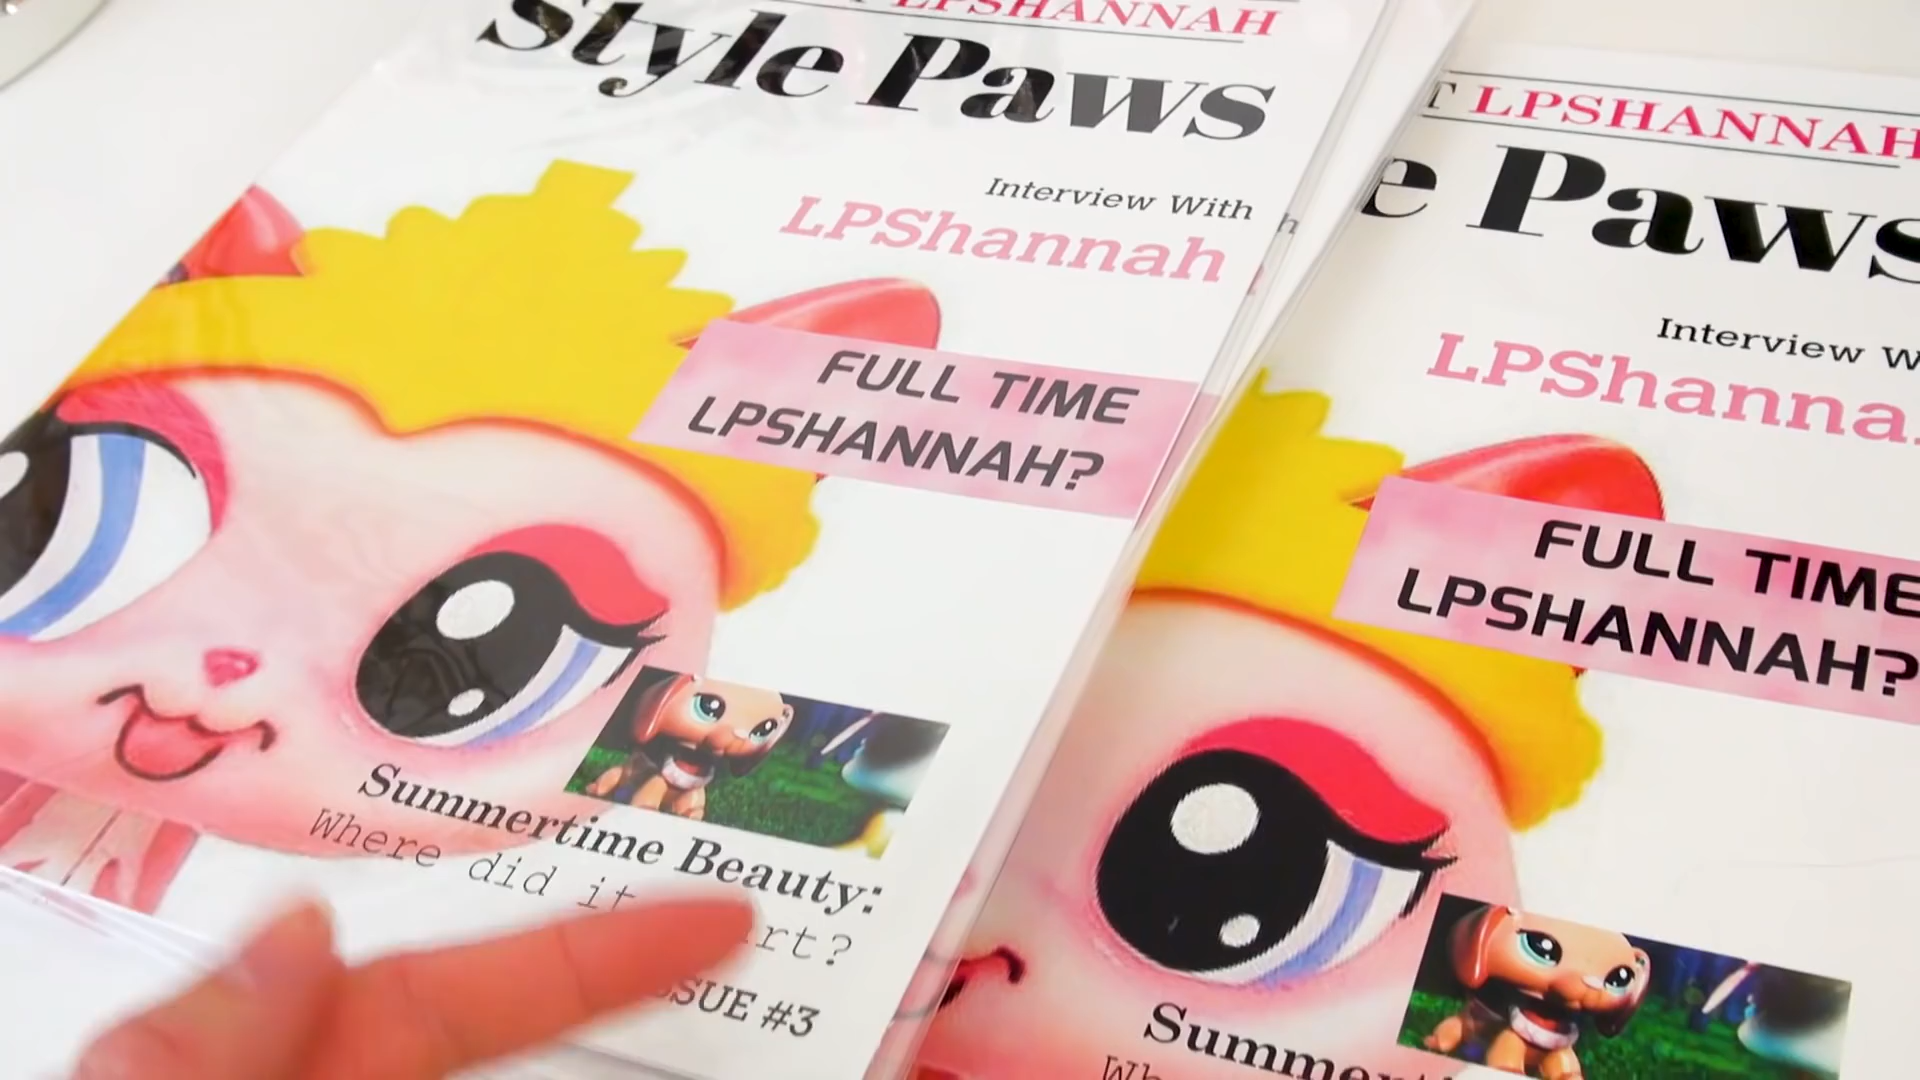 LPSHANNAH
Style Paws
Interview With
LPShannah
FULL TIME
LPSHANNAH?
Summertime Beauty:
Where did it
ISSUE #3
LPSHANNAH
Paws
Interview
LPShanna
FULL TIME
LPSHANNAH?